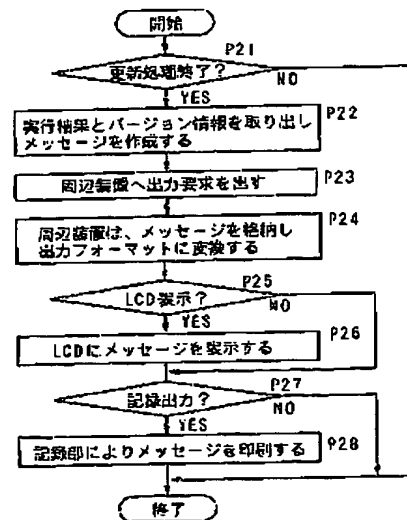 開始
P21
更新処理終了？
NO
YES
P22
実行結果とバージョン情報を取り出し
メッセージを作成する
P23
周辺装置へ出力要求を出す
P24
周辺装置は、メッセージを格納し
出力フォーマットに変換する
P25
LCD表示？
NO
YES
P26
LCDにメッセージを表示する
P27
記録出力？
NO
YES
P28
記録部によりメッセージを印刷する
終了